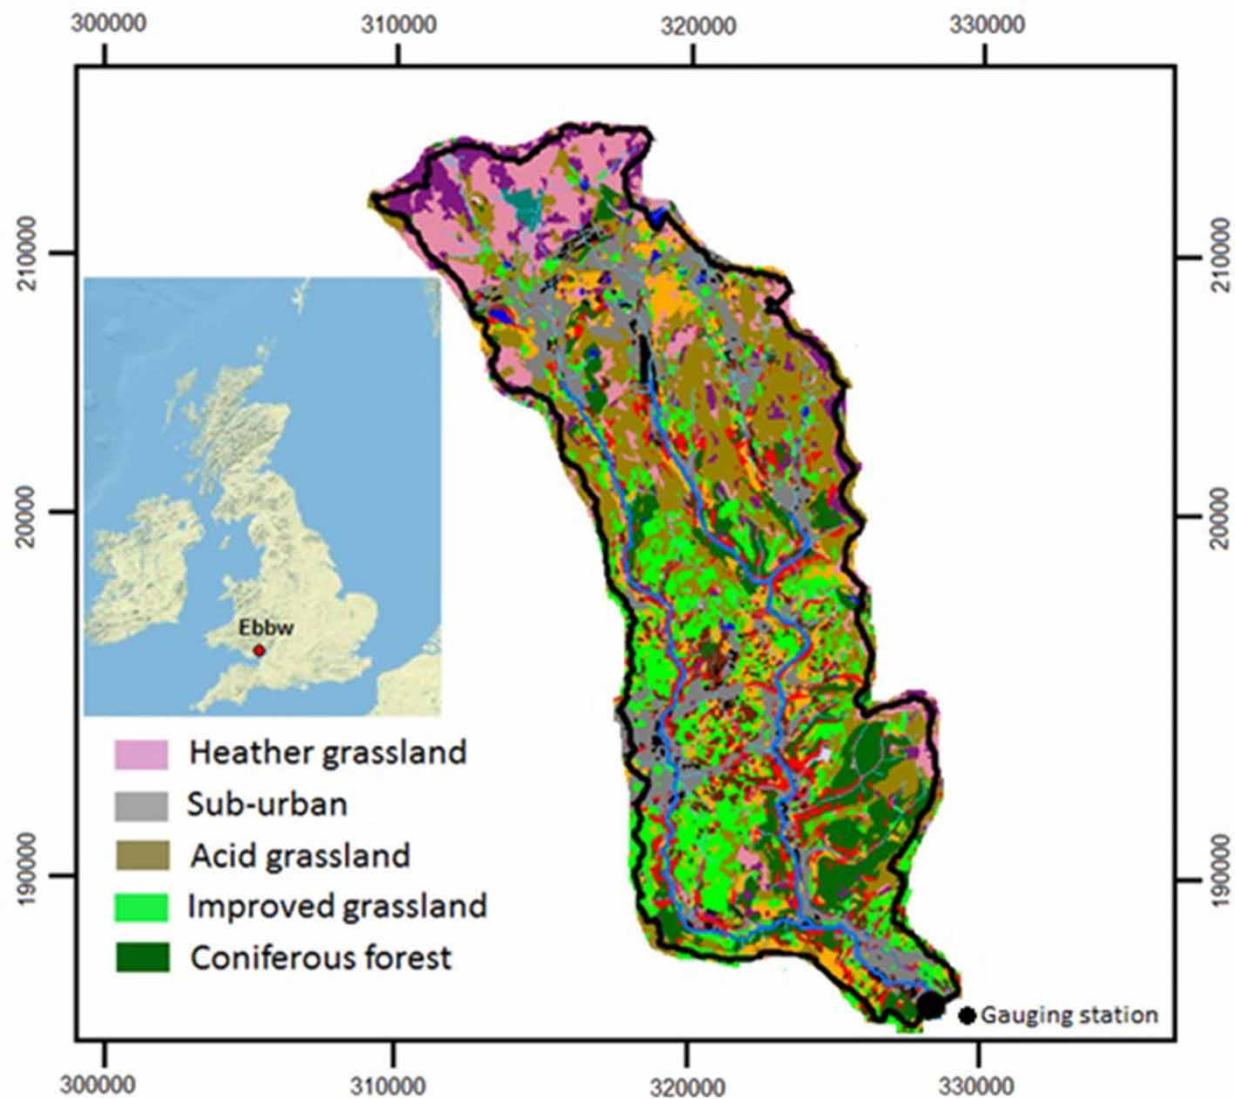 300000 310000 320000 330000
210000 210000
20000 20000
190000 190000
Ebbw
Heather grassland
Sub-urban
Acid grassland
Improved grassland
Coniferous forest
Gauging station
300000 310000 320000 330000